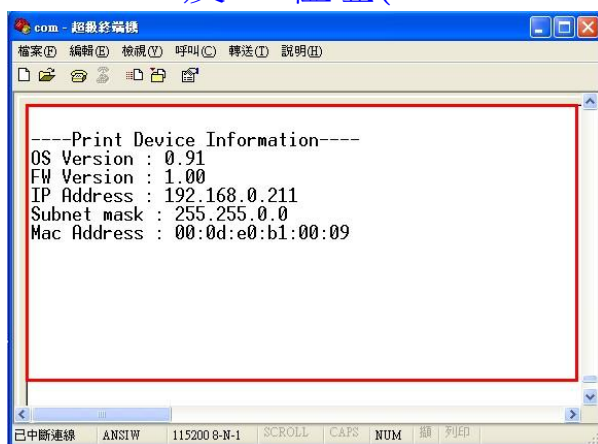 com - 超級終端機
檔案(F) 編輯(E) 檢視(V) 呼叫(C) 轉送(T) 說明(H)
----Print Device Information----
OS Version : 0.91
FW Version : 1.00
IP Address : 192.168.0.211
Subnet mask : 255.255.0.0
Mac Address : 00:0d:e0:b1:00:09
已中斷連線 ANSIW 115200 8-N-1 SCROLL CAPS NUM 擷 列印